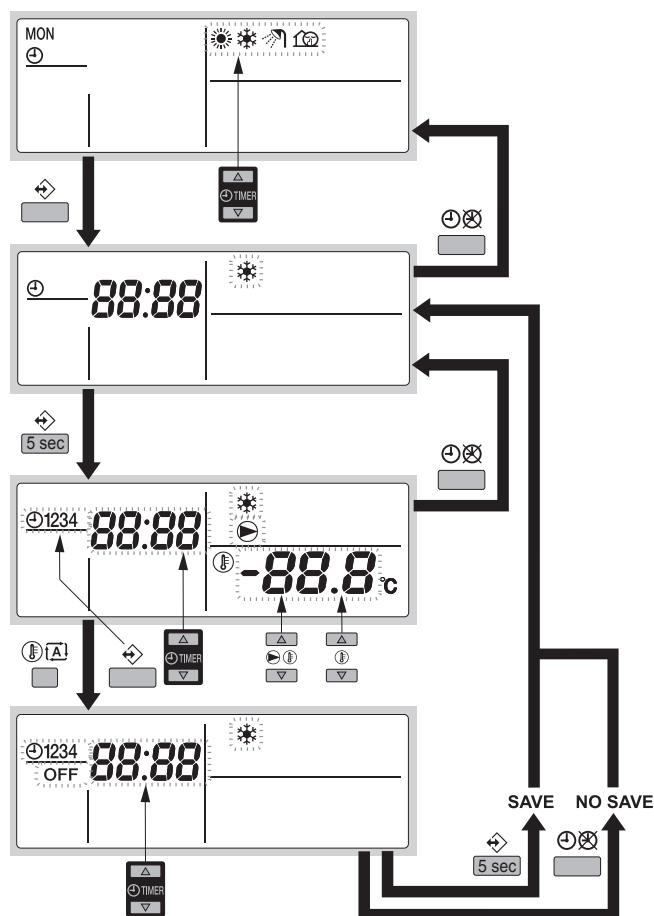 MON
TIMER
88:88
5 sec
1234
88:88
-88.8
°C
TIMER
1234
88:88
OFF
SAVE
NO SAVE
5 sec
TIMER
A